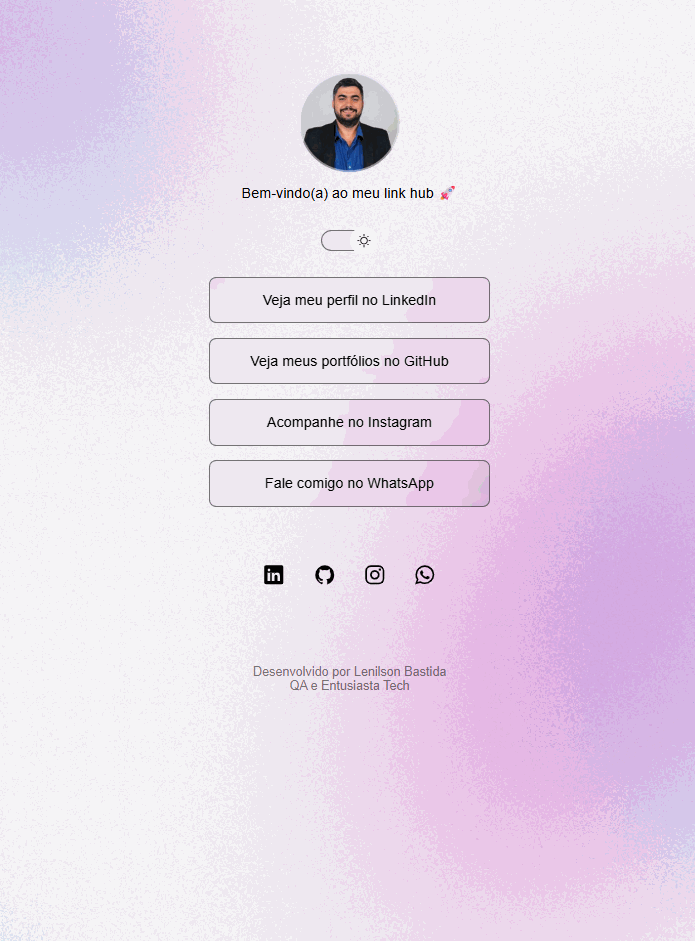 Bem-vindo(a) ao meu link hub 🚀
Veja meu perfil no LinkedIn
Veja meus portfólios no GitHub
Acompanhe no Instagram
Fale comigo no WhatsApp
in
Desenvolvido por Lenilson Bastida
QA e Entusiasta Tech